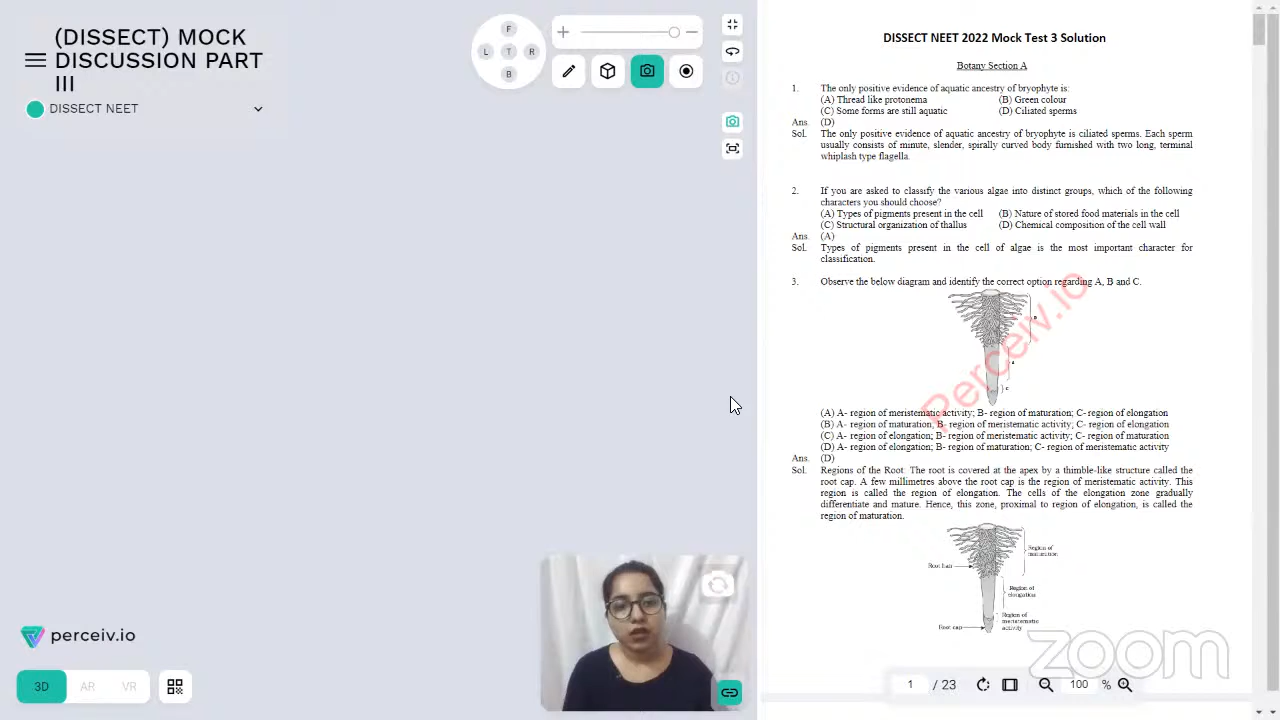 (DISSECT) MOCK
DISCUSSION PART
III
DISSECT NEET
F
L T R
B
perceiv.io
3D AR VR
DISSECT NEET 2022 Mock Test 3 Solution
Botany Section A
1. The only positive evidence of aquatic ancestry of bryophyte is:
(A) Thread like protonema (B) Green colour
(C) Some forms are still aquatic (D) Ciliated sperms
Ans. (D)
Sol. The only positive evidence of aquatic ancestry of bryophyte is ciliated sperms. Each sperm
usually consists of minute, slender, spirally curved body furnished with two long, terminal
whiplash type flagella.
2. If you are asked to classify the various algae into distinct groups, which of the following
characters you should choose?
(A) Types of pigments present in the cell (B) Nature of stored food materials in the cell
(C) Structural organization of thallus (D) Chemical composition of the cell wall
Ans. (A)
Sol. Types of pigments present in the cell of algae is the most important character for
classification.
3. Observe the below diagram and identify the correct option regarding A, B and C.
B
A
C
Perceiv.io
(A) A- region of meristematic activity; B- region of maturation; C- region of elongation
(B) A- region of maturation; B- region of meristematic activity; C- region of elongation
(C) A- region of elongation; B- region of meristematic activity; C- region of maturation
(D) A- region of elongation; B- region of maturation; C- region of meristematic activity
Ans. (D)
Sol. Regions of the Root: The root is covered at the apex by a thimble-like structure called the
root cap. A few millimetres above the root cap is the region of meristematic activity. This
region is called the region of elongation. The cells of the elongation zone gradually
differentiate and mature. Hence, this zone, proximal to region of elongation, is called the
region of maturation.
Region of
maturation
Root hair
Region of
elongation
Region of
meristematic
activity
Root cap
zoom
1 / 23 100 %